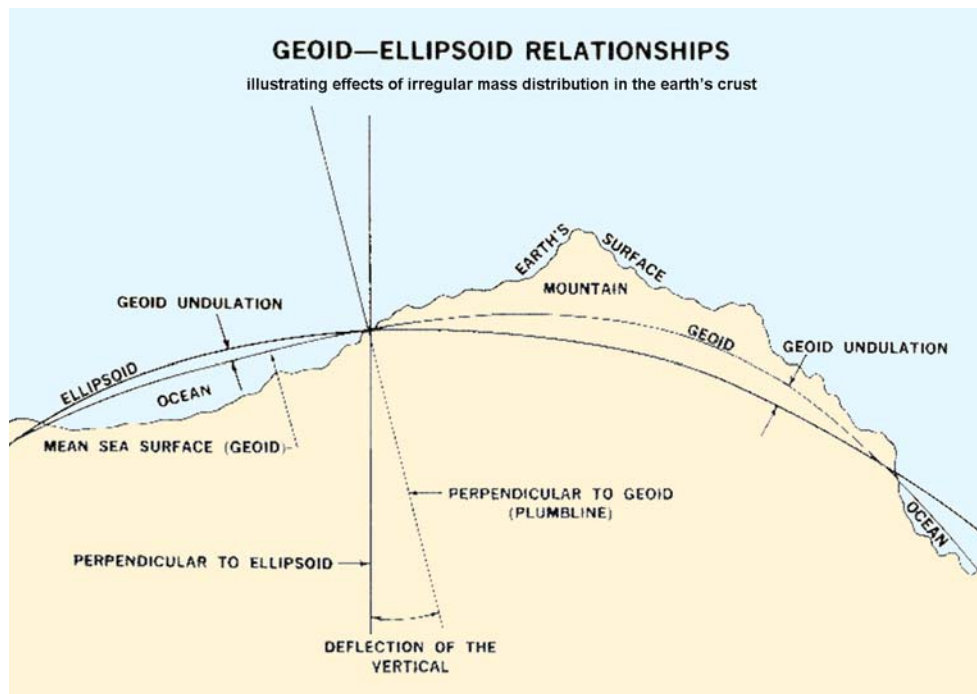 GEOID—ELLIPSOID RELATIONSHIPS
illustrating effects of irregular mass distribution in the earth's crust
EARTH'S SURFACE
MOUNTAIN
GEOID UNDULATION
GEOID
GEOID UNDULATION
ELLIPSOID
OCEAN
MEAN SEA SURFACE (GEOID)
PERPENDICULAR TO GEOID
(PLUMBLINE)
OCEAN
PERPENDICULAR TO ELLIPSOID
DEFLECTION OF THE
VERTICAL